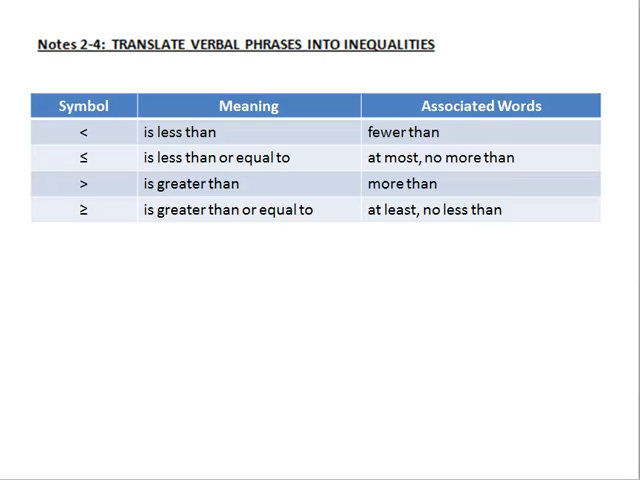 Notes 2-4: TRANSLATE VERBAL PHRASES INTO INEQUALITIES
Symbol Meaning Associated Words
< is less than fewer than
≤ is less than or equal to at most, no more than
> is greater than more than
≥ is greater than or equal to at least, no less than